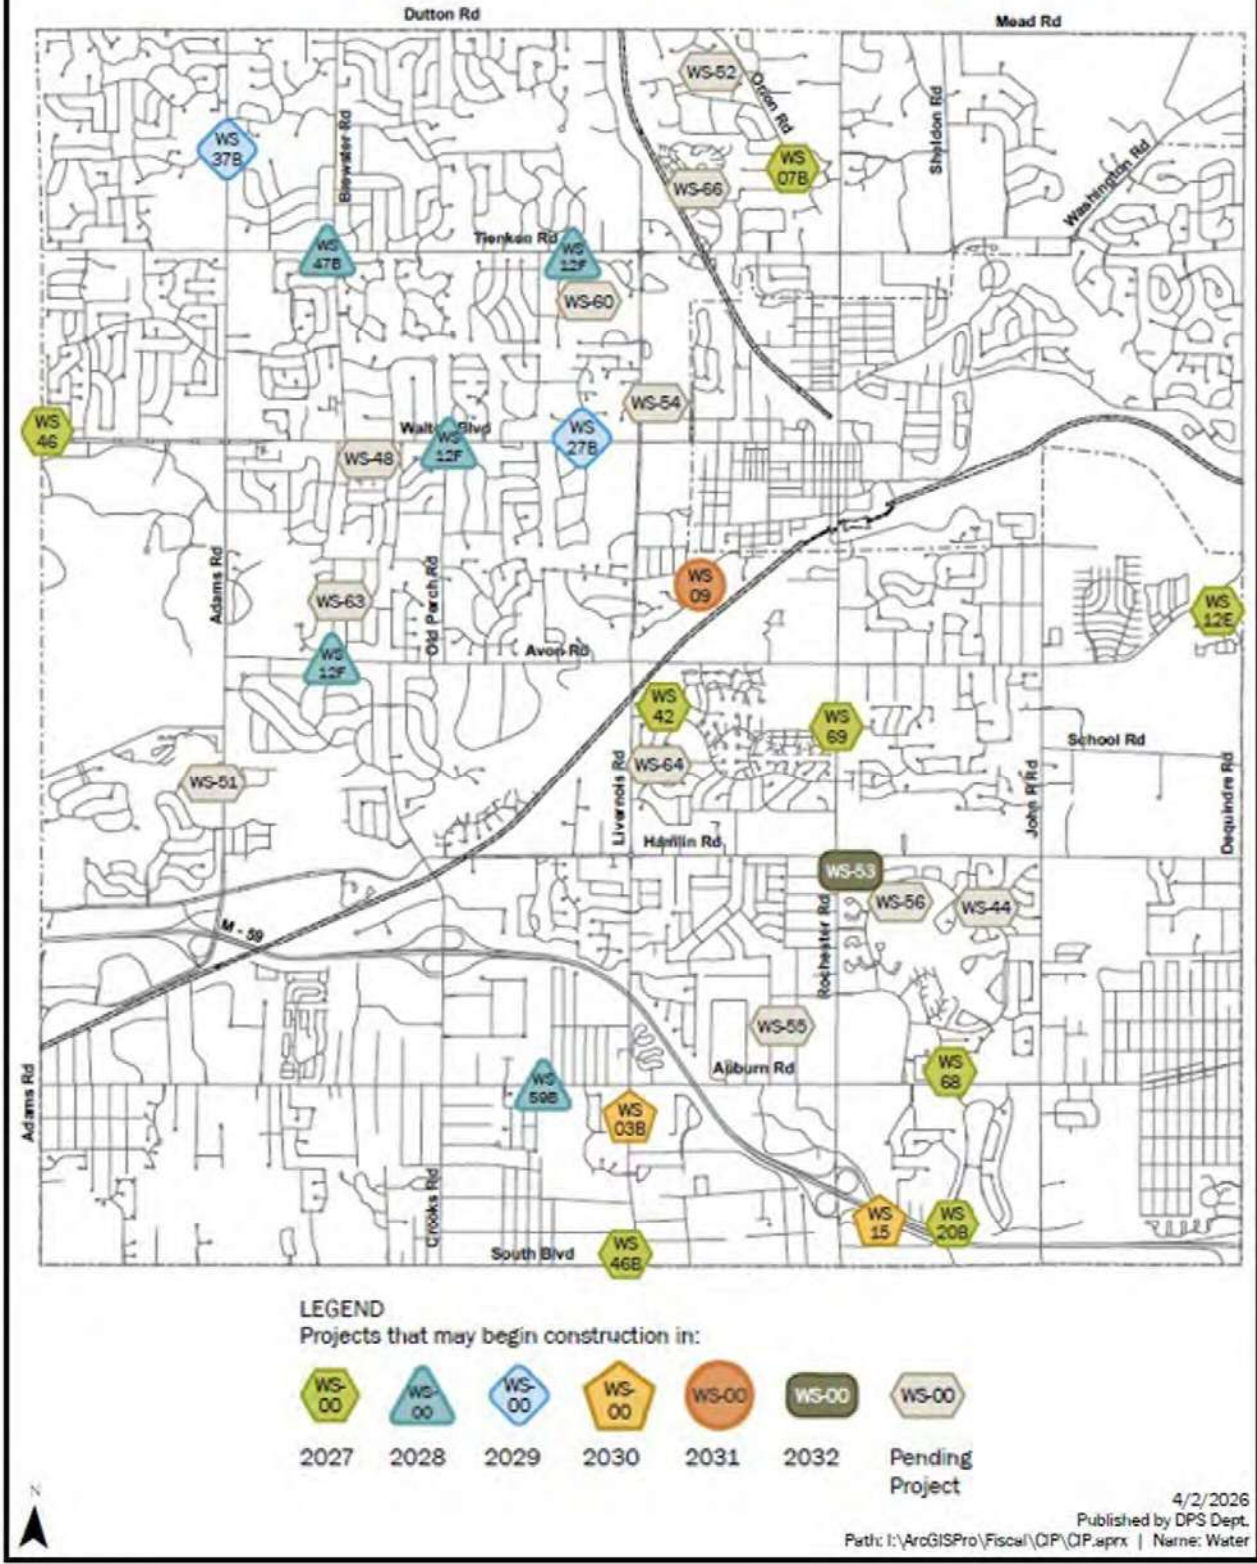 Dutton Rd
Mead Rd
WS-52
Orion Rd
Sheldon Rd
WS
37B
Brewster Rd
WS
07B
WS-66
Washington Rd
Tienken Rd
WS
47B
WS
12F
WS-60
WS-54
WS
46
Walton Blvd
WS
12F
WS
27B
WS-48
Adams Rd
Old Perch Rd
WS
09
WS-63
WS
12E
WS
12F
Avon Rd
WS
42
WS
69
School Rd
WS-51
WS-64
Livernois Rd
John R Rd
Dequindre Rd
Hamlin Rd
WS-53
WS-56
WS-44
M - 59
Rochester Rd
WS-55
Auburn Rd
WS
68
Adams Rd
WS
59B
WS
03B
Crooks Rd
WS
15
WS
20B
South Blvd
WS
46B
LEGEND
Projects that may begin construction in:
WS-
00
WS-
00
WS-
00
WS-
00
WS-00
WS-00
WS-00
2027
2028
2029
2030
2031
2032
Pending
Project
N
4/2/2026
Published by DPS Dept.
Path: I:\ArcGISPro\Fiscal\CIP\CIP.aprx | Name: Water